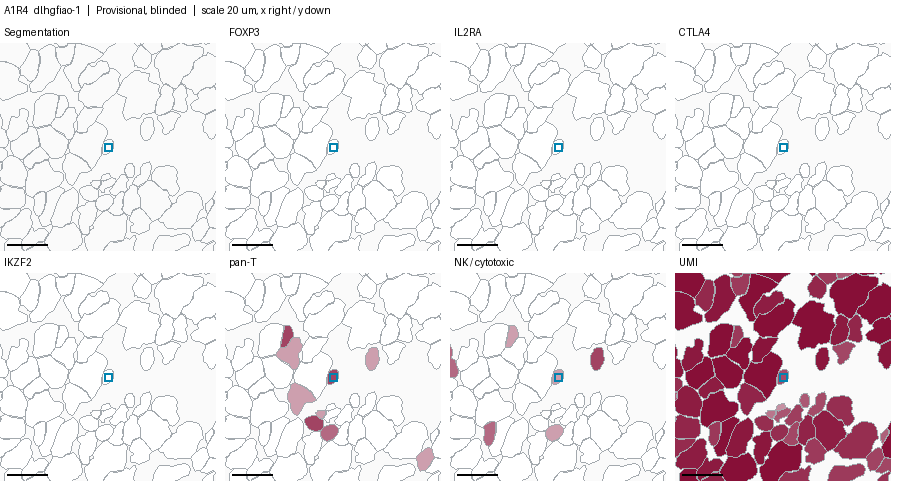 A1R4 dlhgfiao-1 | Provisional, blinded | scale 20 um, x right / y down
Segmentation FOXP3 IL2RA CTLA4
IKZF2 pan-T NK / cytotoxic UMI